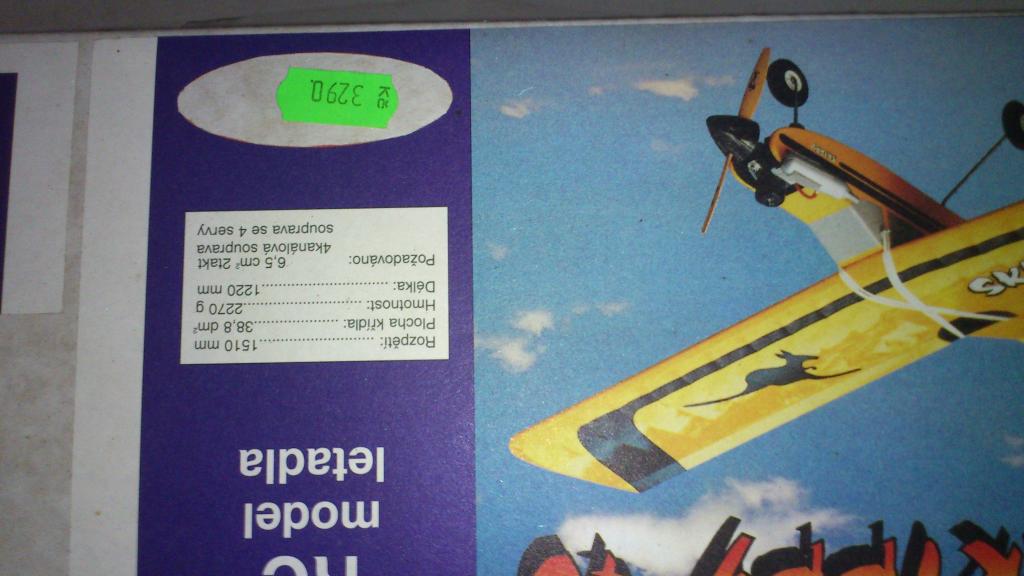 RC
model
letadla
Rozpětí: 1510 mm
Plocha křídla: 38,8 dm²
Hmotnost: 2270 g
Délka: 1220 mm
Požadováno: 6,5 cm² 2takt
4kanálová souprava
souprava se 4 servy
Kč
3290.